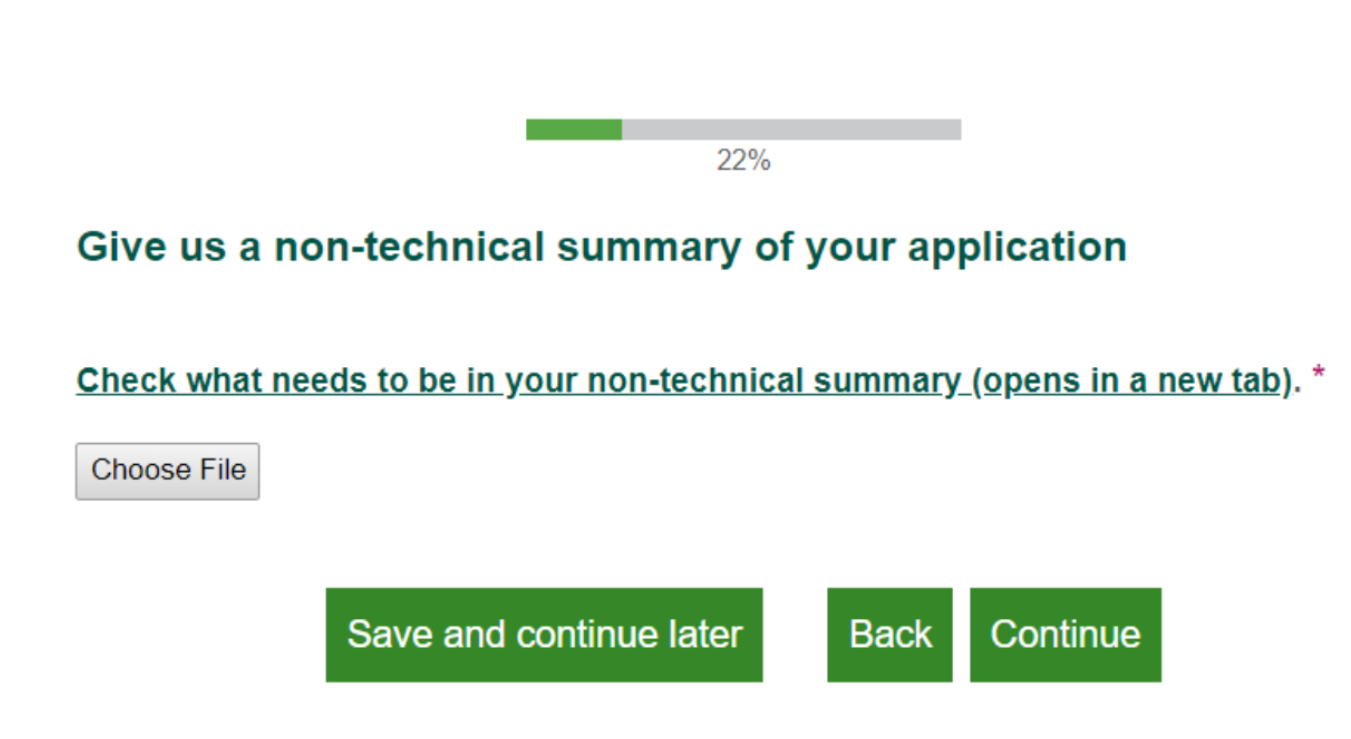 22%
Give us a non-technical summary of your application
Check what needs to be in your non-technical summary (opens in a new tab). *
Choose File
Save and continue later Back Continue